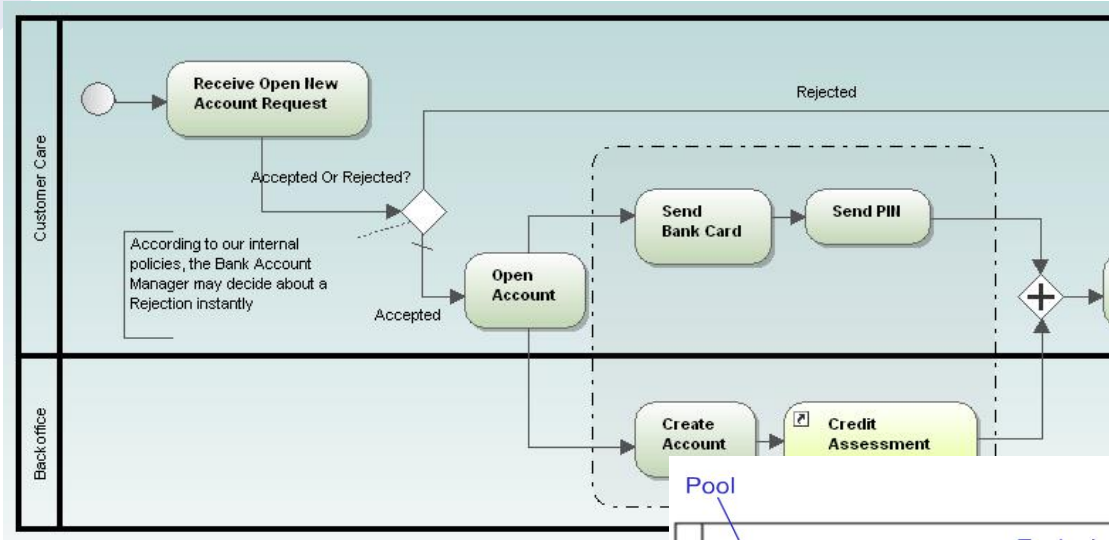 Customer Care
Receive Open New
Account Request
Rejected
Accepted Or Rejected?
According to our internal
policies, the Bank Account
Manager may decide about a
Rejection instantly
Accepted
Open
Account
Send
Bank Card
Send PIN
Backoffice
Create
Account
Credit
Assessment
Pool